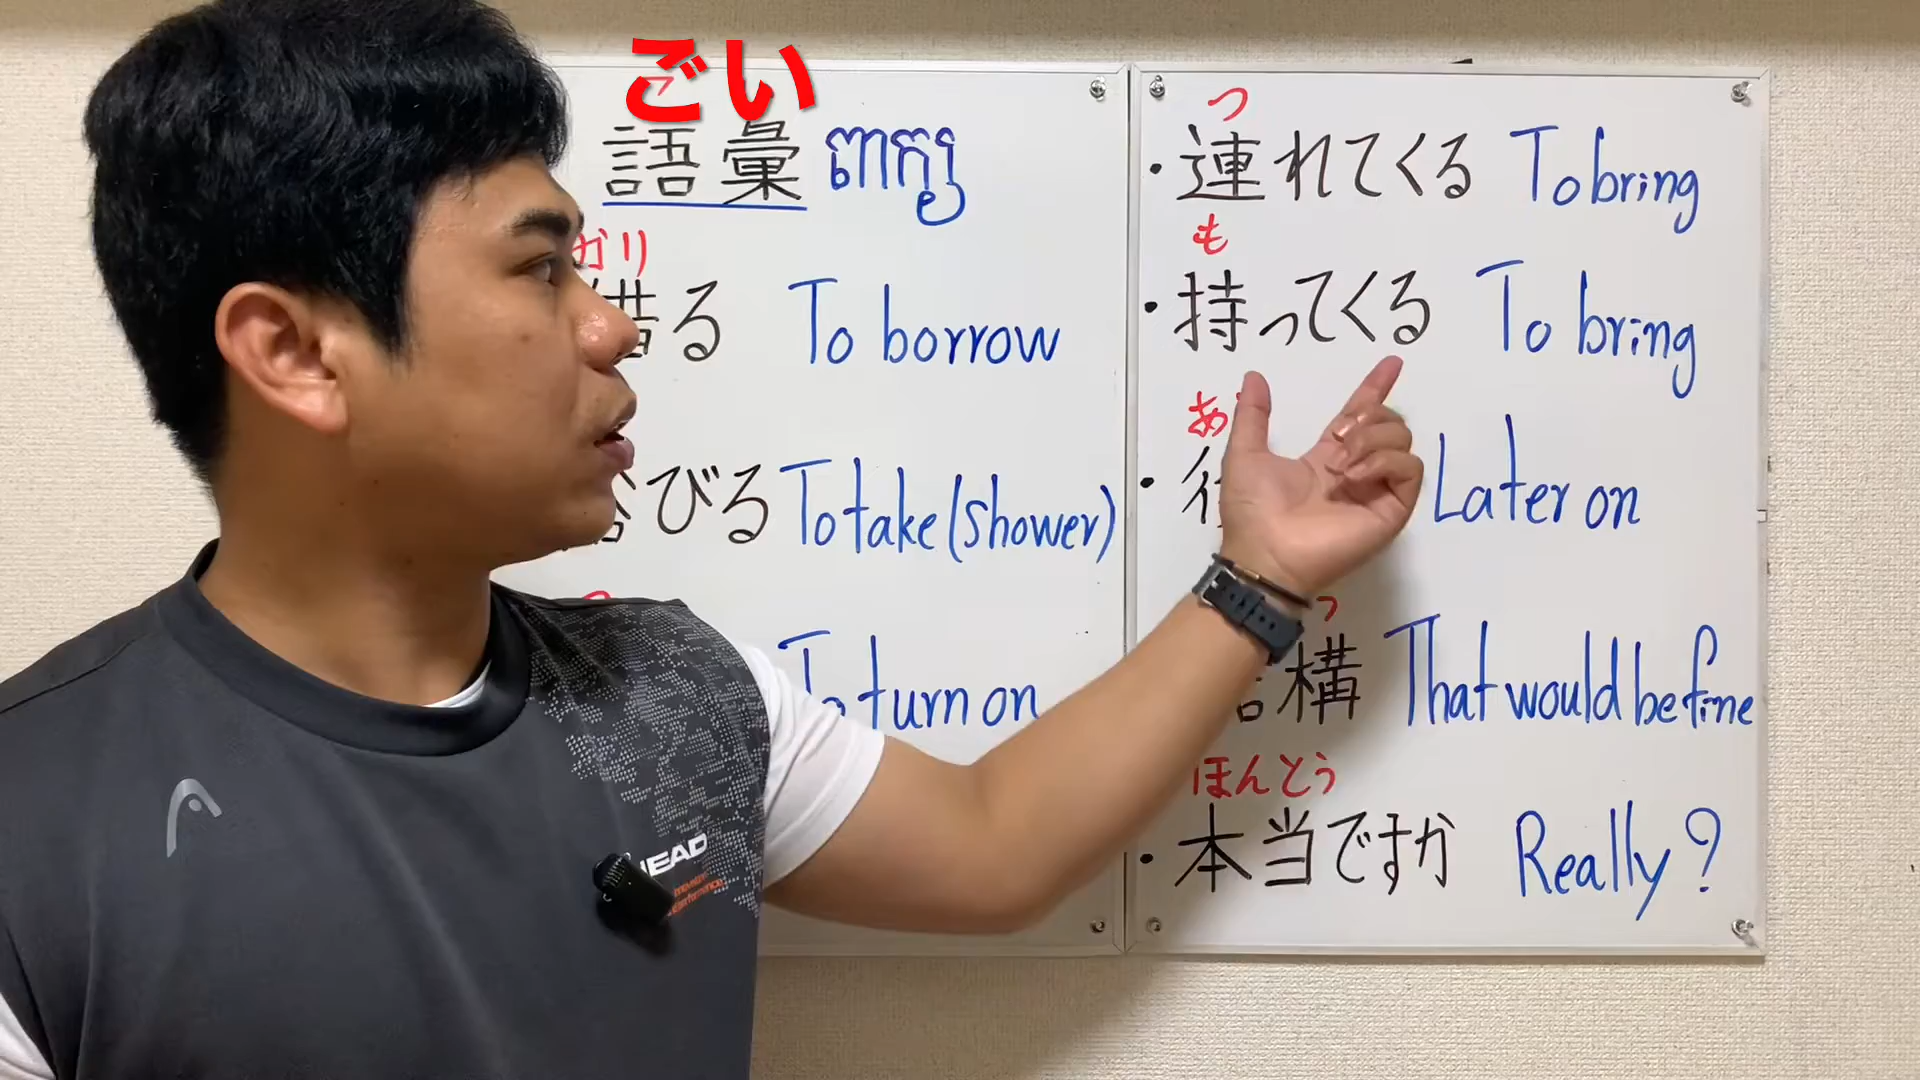 ごい
語彙 ពាក្យ
かり
借る To borrow
びる To take (shower)
To turn on
つ
・連れてくる To bring
も
・持ってくる To bring
あ
Later on
つ
構 That would be fine
ほんとう
・本当ですか Really?
HEAD